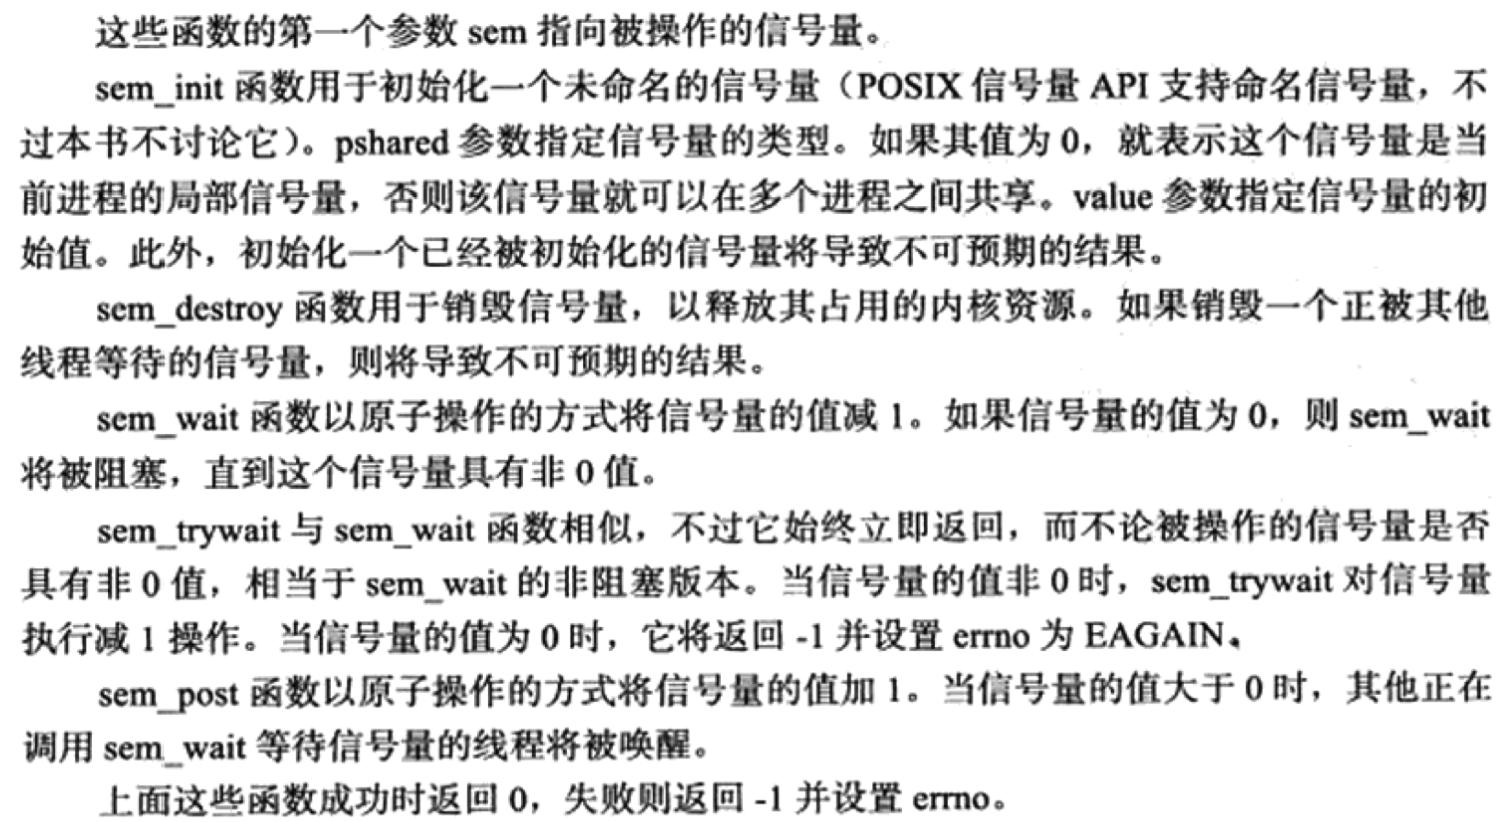 这些函数的第一个参数 sem 指向被操作的信号量。
sem_init 函数用于初始化一个未命名的信号量（POSIX 信号量 API 支持命名信号量，不
过本书不讨论它）。pshared 参数指定信号量的类型。如果其值为 0，就表示这个信号量是当
前进程的局部信号量，否则该信号量就可以在多个进程之间共享。value 参数指定信号量的初
始值。此外，初始化一个已经被初始化的信号量将导致不可预期的结果。
sem_destroy 函数用于销毁信号量，以释放其占用的内核资源。如果销毁一个正被其他
线程等待的信号量，则将导致不可预期的结果。
sem_wait 函数以原子操作的方式将信号量的值减 1。如果信号量的值为 0，则 sem_wait
将被阻塞，直到这个信号量具有非 0 值。
sem_trywait 与 sem_wait 函数相似，不过它始终立即返回，而不论被操作的信号量是否
具有非 0 值，相当于 sem_wait 的非阻塞版本。当信号量的值非 0 时，sem_trywait 对信号量
执行减 1 操作。当信号量的值为 0 时，它将返回 -1 并设置 errno 为 EAGAIN。
sem_post 函数以原子操作的方式将信号量的值加 1。当信号量的值大于 0 时，其他正在
调用 sem_wait 等待信号量的线程将被唤醒。
上面这些函数成功时返回 0，失败则返回 -1 并设置 errno。